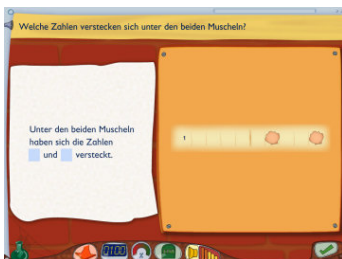 Welche Zahlen verstecken sich unter den beiden Muscheln?
Unter den beiden Muscheln
haben sich die Zahlen
und versteckt.
1
0100